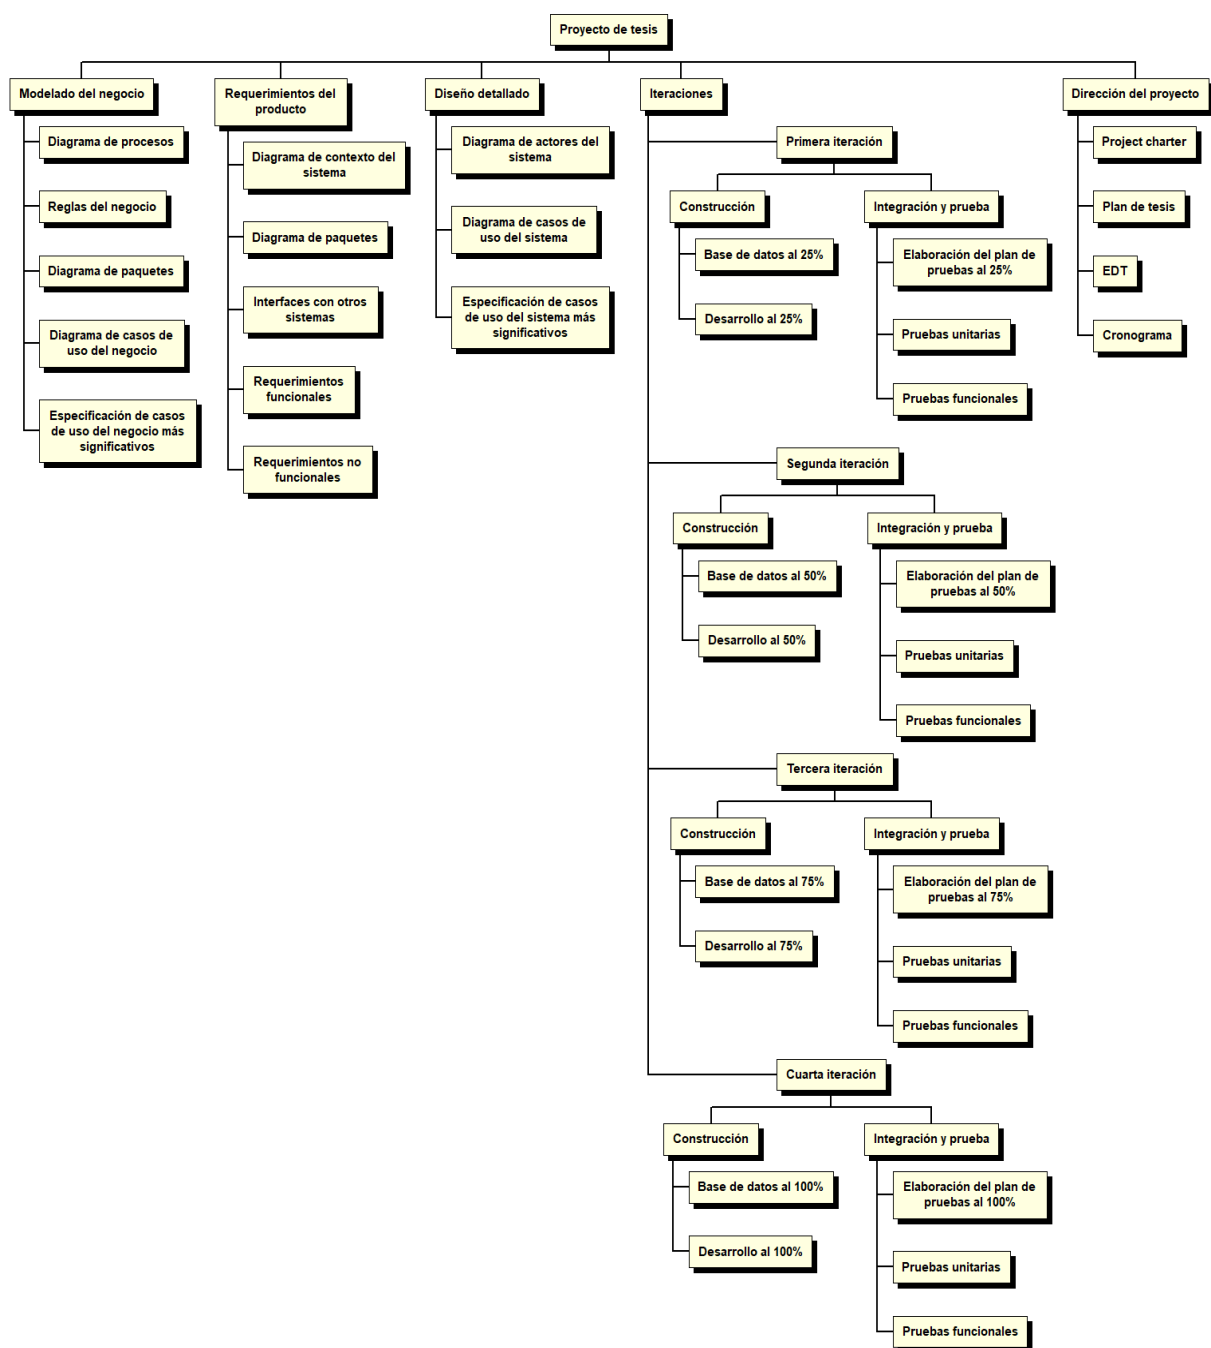 Proyecto de tesis
Modelado del negocio
Diagrama de procesos
Reglas del negocio
Diagrama de paquetes
Diagrama de casos de
uso del negocio
Especificación de casos
de uso del negocio más
significativos
Requerimientos del
producto
Diagrama de contexto del
sistema
Diagrama de paquetes
Interfaces con otros
sistemas
Requerimientos
funcionales
Requerimientos no
funcionales
Diseño detallado
Diagrama de actores del
sistema
Diagrama de casos de
uso del sistema
Especificación de casos
de uso del sistema más
significativos
Iteraciones
Primera iteración
Construcción
Base de datos al 25%
Desarrollo al 25%
Integración y prueba
Elaboración del plan de
pruebas al 25%
Pruebas unitarias
Pruebas funcionales
Segunda iteración
Construcción
Base de datos al 50%
Desarrollo al 50%
Integración y prueba
Elaboración del plan de
pruebas al 50%
Pruebas unitarias
Pruebas funcionales
Tercera iteración
Construcción
Base de datos al 75%
Desarrollo al 75%
Integración y prueba
Elaboración del plan de
pruebas al 75%
Pruebas unitarias
Pruebas funcionales
Cuarta iteración
Construcción
Base de datos al 100%
Desarrollo al 100%
Integración y prueba
Elaboración del plan de
pruebas al 100%
Pruebas unitarias
Pruebas funcionales
Dirección del proyecto
Project charter
Plan de tesis
EDT
Cronograma